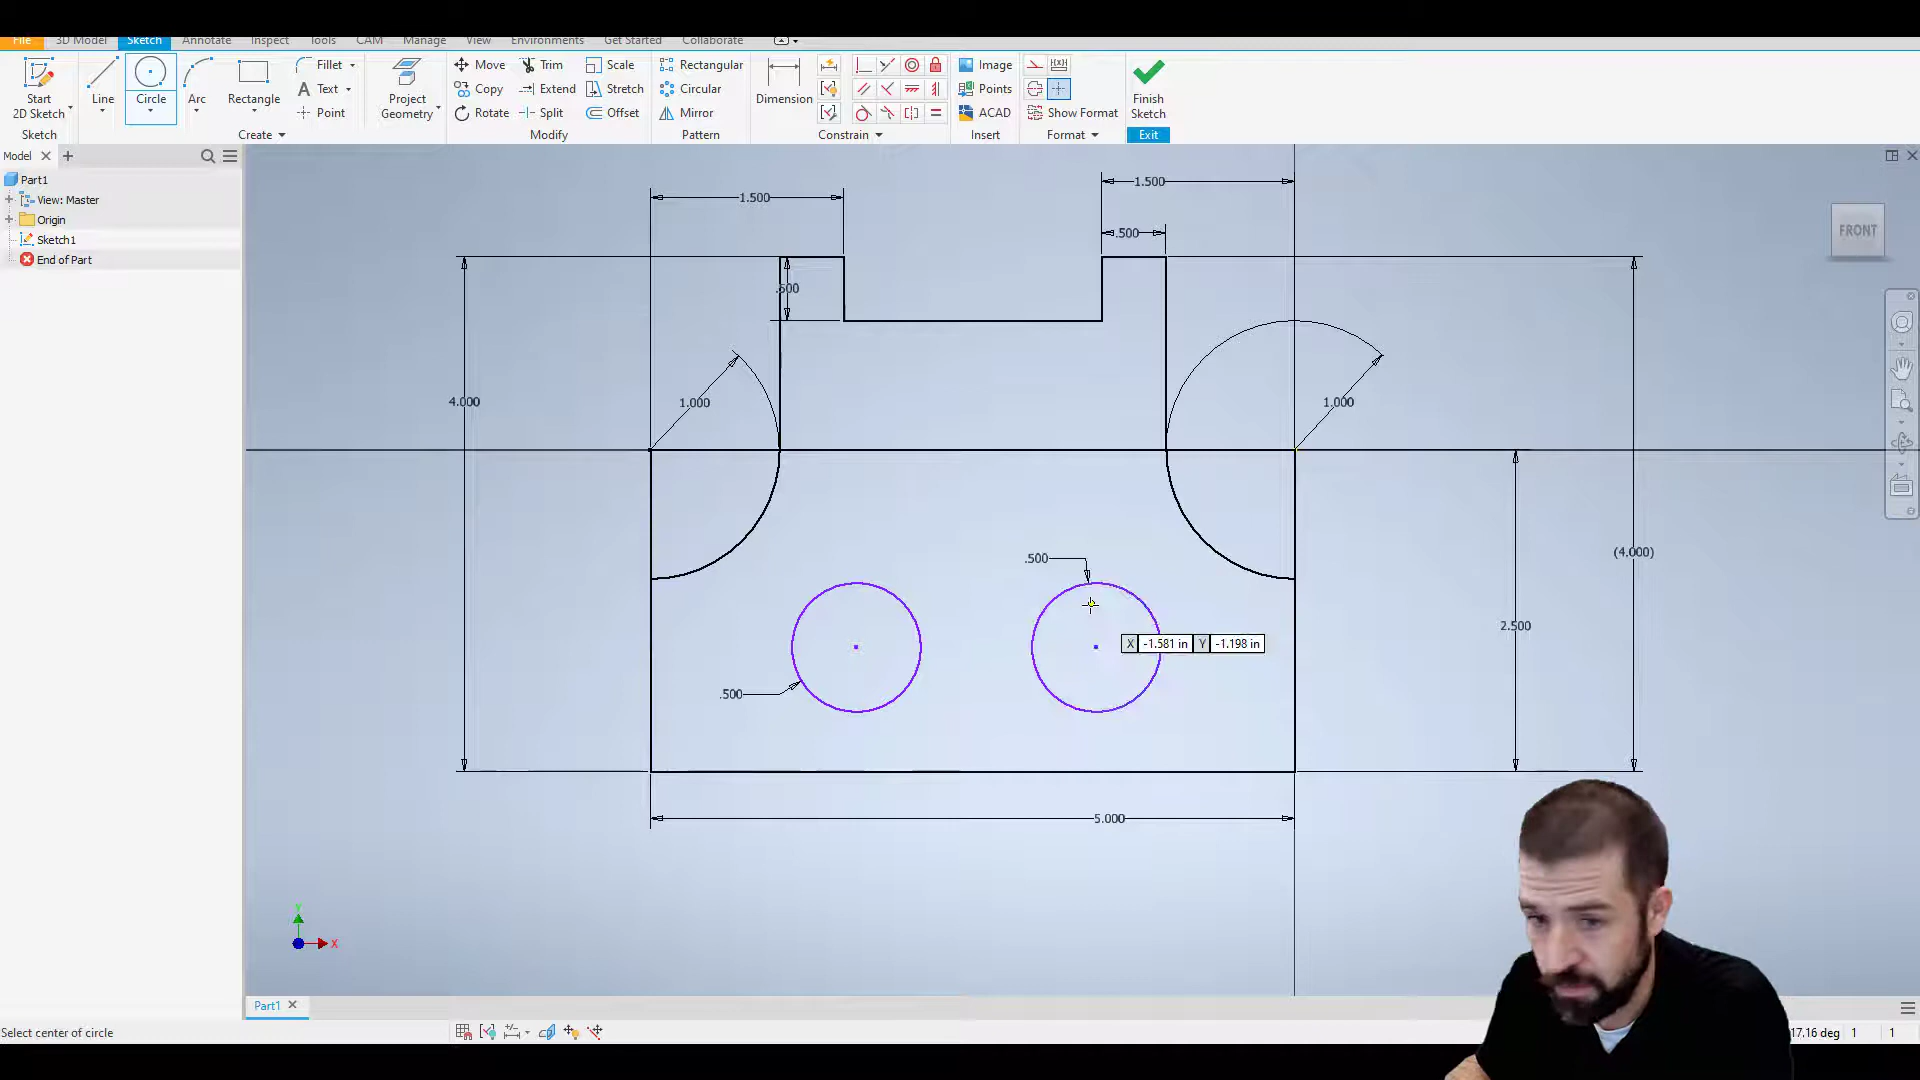 File 3D Model Sketch Annotate Inspect Tools CAM Manage View Environments Get Started Collaborate
Start
2D Sketch
Line
Circle
Arc
Rectangle
Fillet
Text
Point
Project
Geometry
Move
Copy
Rotate
Trim
Extend
Split
Scale
Stretch
Offset
Rectangular
Circular
Mirror
Dimension
Image
Points
ACAD
Show Format
Finish
Sketch
Sketch Create Modify Pattern Constrain Insert Format Exit
Model
Part1
View: Master
Origin
Sketch1
End of Part
FRONT
1.500
1.500
.500
.500
4.000
1.000
1.000
(4.000)
.500
2.500
X -1.581 in Y -1.198 in
.500
5.000
Y
X
Part1
Select center of circle
17.16 deg 1 1